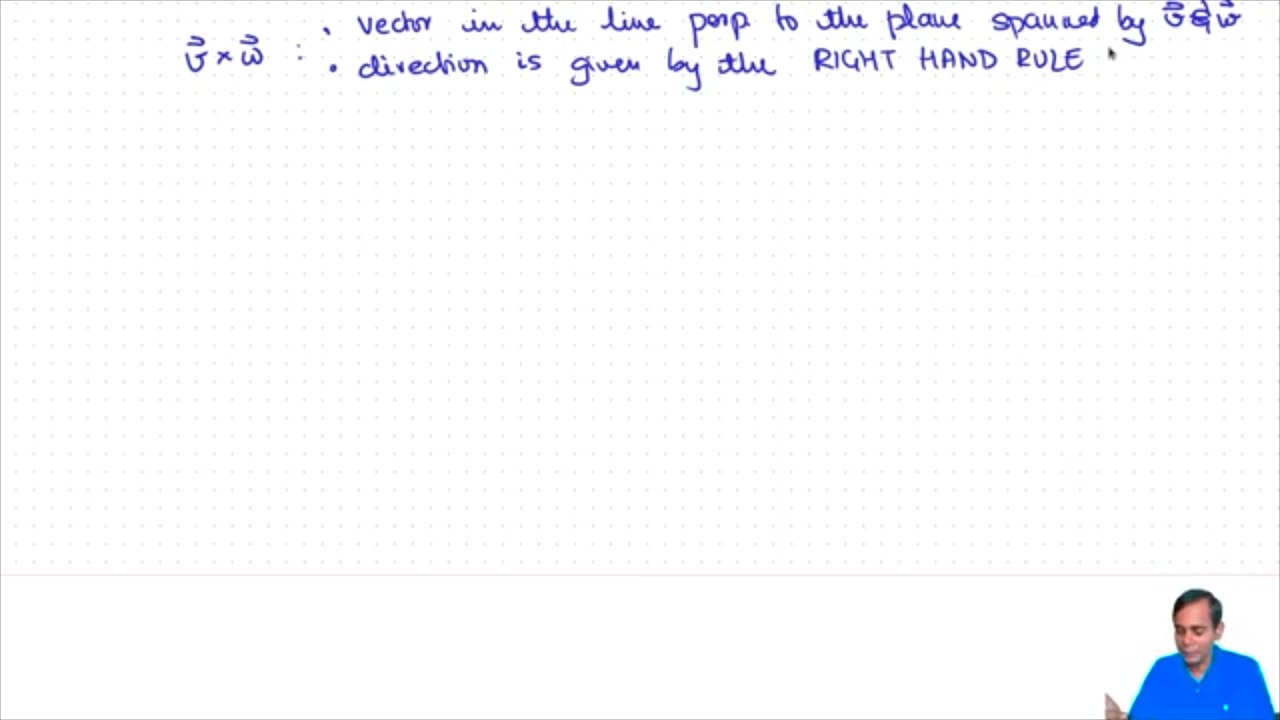 • vector in the line perp. to the plane spanned by v⃗ & w⃗
v⃗ × w⃗ :
• direction is given by the RIGHT HAND RULE